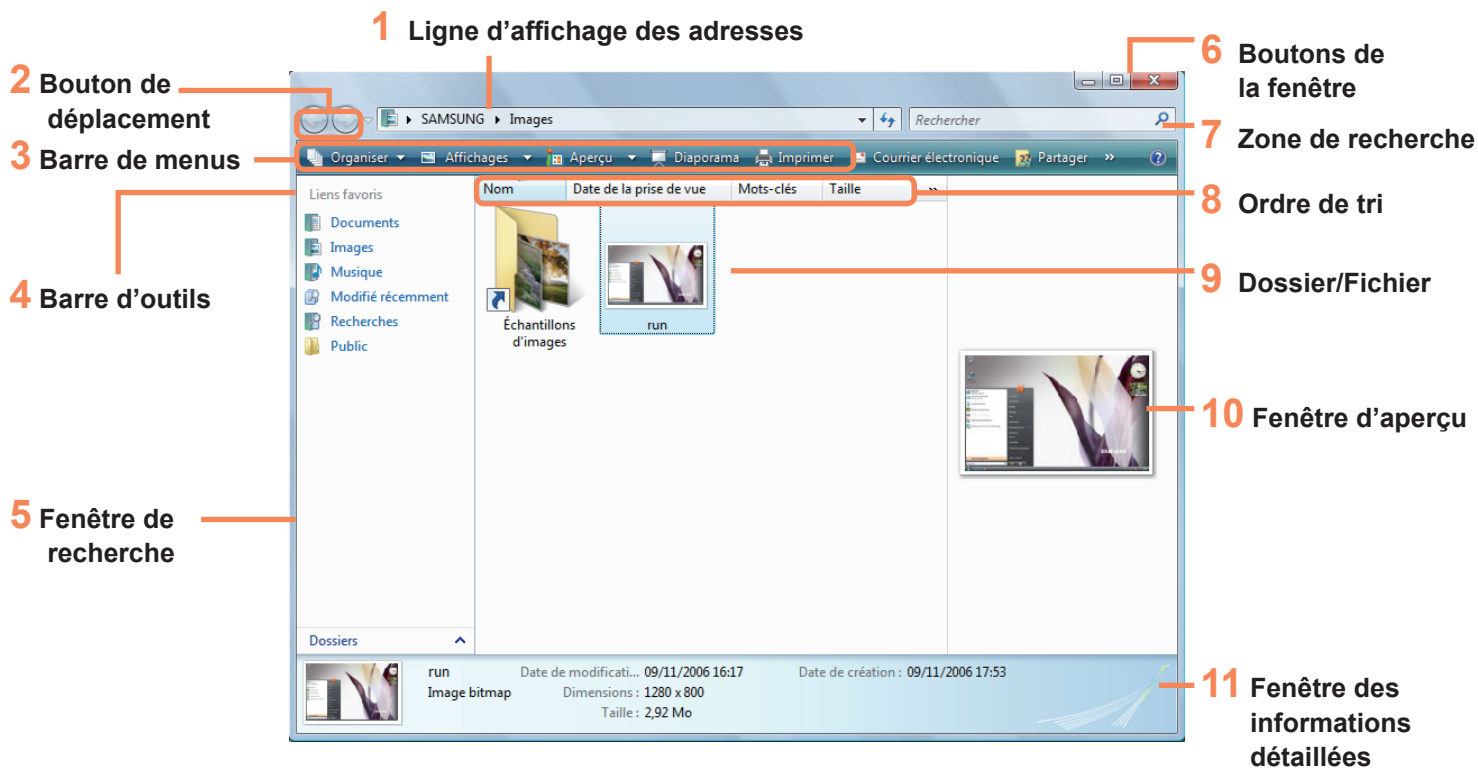 1 Ligne d'affichage des adresses
2 Bouton de
déplacement
3 Barre de menus
4 Barre d'outils
5 Fenêtre de
recherche
6 Boutons de
la fenêtre
7 Zone de recherche
8 Ordre de tri
9 Dossier/Fichier
10 Fenêtre d'aperçu
11 Fenêtre des
informations
détaillées
SAMSUNG Images
Rechercher
Organiser Affichages Aperçu Diaporama Imprimer Courrier électronique Partager » ?
Liens favoris
Documents
Images
Musique
Modifié récemment
Recherches
Public
Dossiers
Nom Date de la prise de vue Mots-clés Taille »
Échantillons
d'images
run
run Date de modificati... 09/11/2006 16:17 Date de création : 09/11/2006 17:53
Image bitmap Dimensions : 1280 x 800
Taille : 2,92 Mo